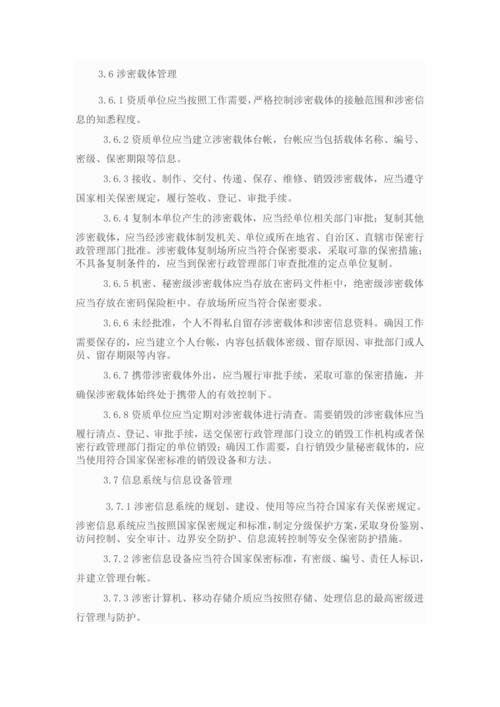 3.6 涉密载体管理
3.6.1 资质单位应当按照工作需要，严格控制涉密载体的接触范围和涉密信
息的知悉程度。
3.6.2 资质单位应当建立涉密载体台帐，台帐应当包括载体名称、编号、
密级、保密期限等信息。
3.6.3 接收、制作、交付、传递、保存、维修、销毁涉密载体，应当遵守
国家相关保密规定，履行签收、登记、审批手续。
3.6.4 复制本单位产生的涉密载体，应当经单位相关部门审批；复制其他
涉密载体，应当经涉密载体制发机关、单位或所在地省、自治区、直辖市保密行
政管理部门批准。涉密载体复制场所应当符合保密要求，采取可靠的保密措施；
不具备复制条件的，应当到保密行政管理部门审查批准的定点单位复制。
3.6.5 机密、秘密级涉密载体应当存放在密码文件柜中，绝密级涉密载体
应当存放在密码保险柜中。存放场所应当符合保密要求。
3.6.6 未经批准，个人不得私自留存涉密载体和涉密信息资料。确因工作
需要保存的，应当建立个人台帐，内容包括载体密级、留存原因、审批部门或人
员、留存期限等内容。
3.6.7 携带涉密载体外出，应当履行审批手续，采取可靠的保密措施，并
确保涉密载体始终处于携带人的有效控制下。
3.6.8 资质单位应当定期对涉密载体进行清查。需要销毁的涉密载体应当
履行清点、登记、审批手续，送交保密行政管理部门设立的销毁工作机构或者保
密行政管理部门指定的单位销毁；确因工作需要，自行销毁少量秘密载体的，应
当使用符合国家保密标准的销毁设备和方法。
3.7 信息系统与信息设备管理
3.7.1 涉密信息系统的规划、建设、使用等应当符合国家有关保密规定。
涉密信息系统应当按照国家保密规定和标准，制定分级保护方案，采取身份鉴别、
访问控制、安全审计、边界安全防护、信息流转控制等安全保密防护措施。
3.7.2 涉密信息设备应当符合国家保密标准，有密级、编号、责任人标识，
并建立管理台帐。
3.7.3 涉密计算机、移动存储介质应当按照存储、处理信息的最高密级进
行管理与防护。